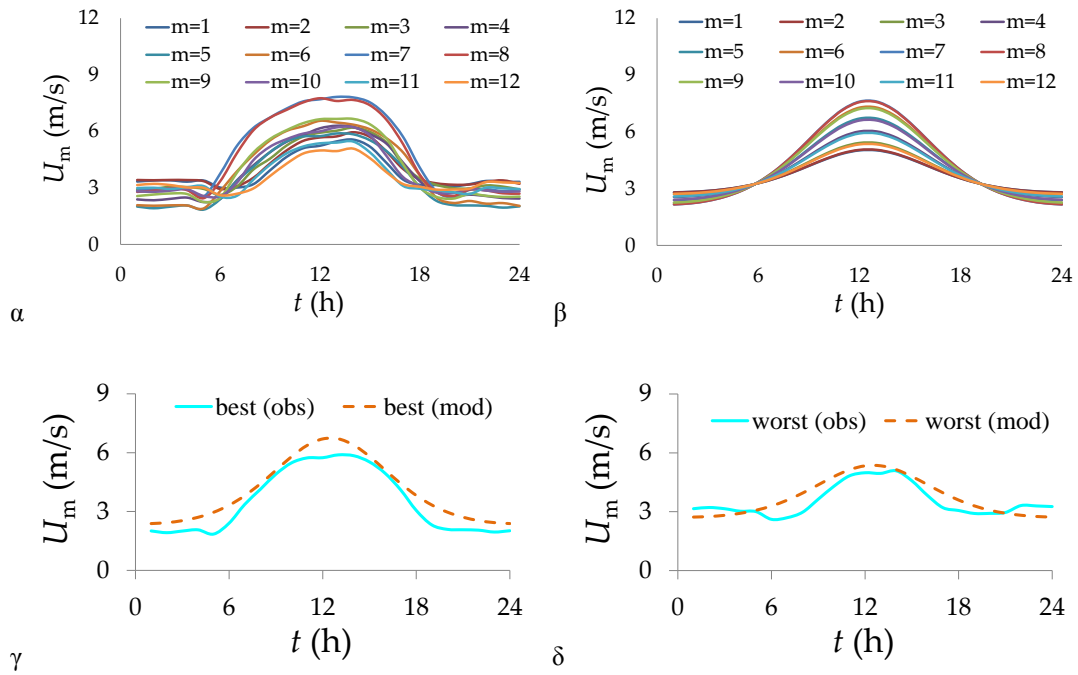 12
9
6
3
0
U_m (m/s)
m=1 m=2 m=3 m=4
m=5 m=6 m=7 m=8
m=9 m=10 m=11 m=12
0 6 12 18 24
t (h)
α
12
9
6
3
0
U_m (m/s)
m=1 m=2 m=3 m=4
m=5 m=6 m=7 m=8
m=9 m=10 m=11 m=12
0 6 12 18 24
t (h)
β
9
6
3
0
U_m (m/s)
best (obs) best (mod)
0 6 12 18 24
t (h)
γ
9
6
3
0
U_m (m/s)
worst (obs) worst (mod)
0 6 12 18 24
t (h)
δ